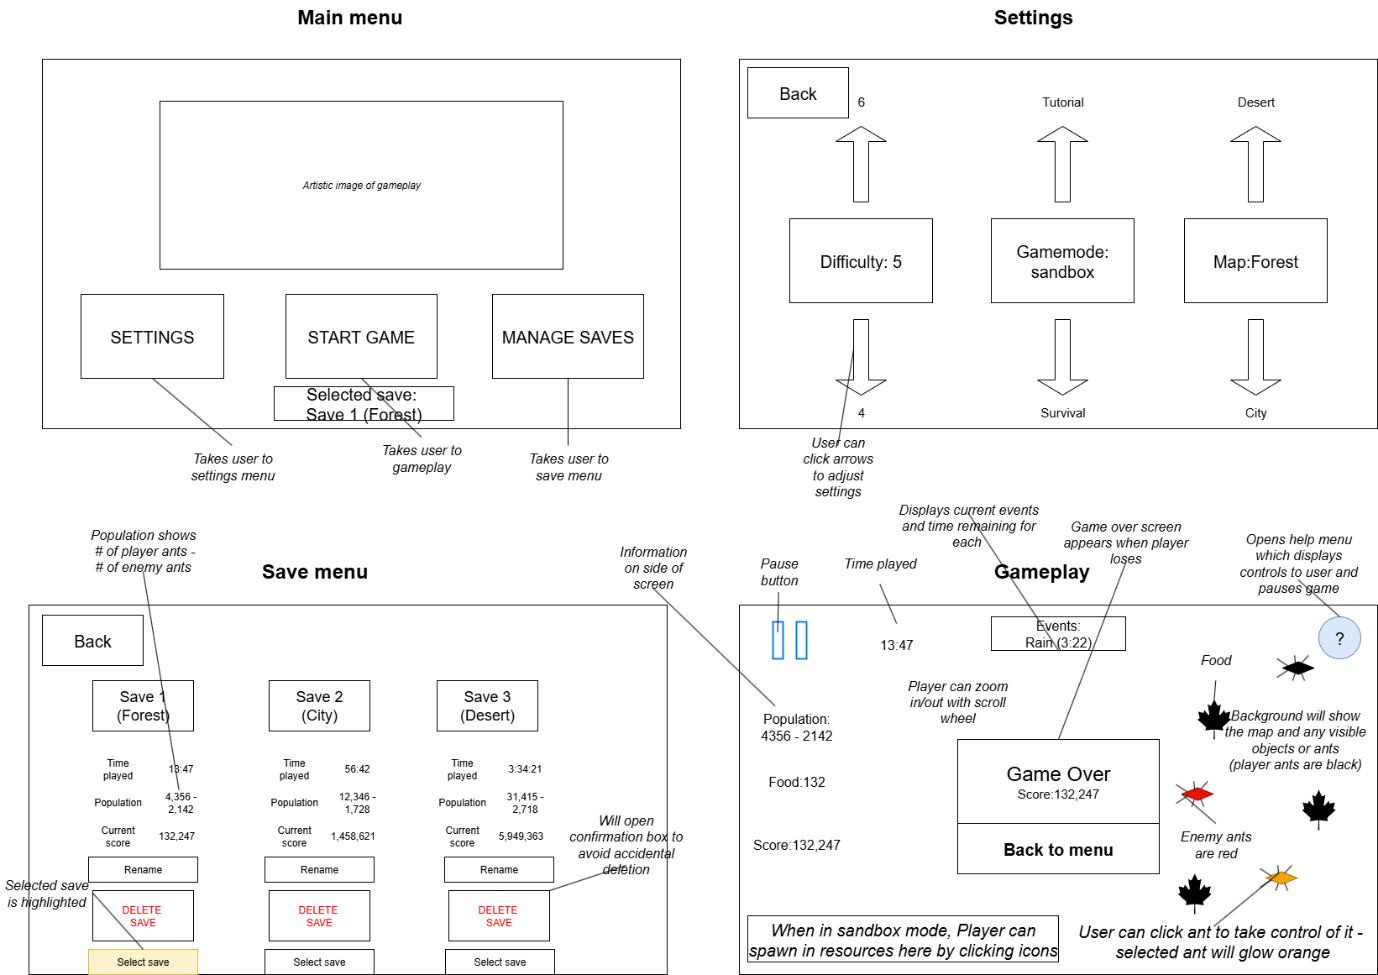 Main menu
Artistic image of gameplay
SETTINGS
START GAME
MANAGE SAVES
Selected save:
Save 1 (Forest)
Takes user to
settings menu
Takes user to
gameplay
Takes user to
save menu
Settings
Back
6
Tutorial
Desert
Difficulty: 5
Gamemode:
sandbox
Map:Forest
4
Survival
City
User can
click arrows
to adjust
settings
Population shows
# of player ants -
# of enemy ants
Save menu
Back
Save 1
(Forest)
Save 2
(City)
Save 3
(Desert)
Time
played
13:47
Time
played
56:42
Time
played
3:34:21
Population
4,356 -
2,142
Population
12,346 -
1,728
Population
31,415 -
2,718
Current
score
132,247
Current
score
1,458,621
Current
score
5,949,363
Rename
Rename
Rename
DELETE
SAVE
DELETE
SAVE
DELETE
SAVE
Select save
Select save
Select save
Selected save
is highlighted
Will open
confirmation box to
avoid accidental
deletion
Information
on side of
screen
Pause
button
Time played
Displays current events
and time remaining for
each
Game over screen
appears when player
loses
Opens help menu
which displays
controls to user and
pauses game
Gameplay
13:47
Events:
Rain (3:22)
?
Food
Player can zoom
in/out with scroll
wheel
Population:
4356 - 2142
Food:132
Score:132,247
Game Over
Score:132,247
Back to menu
Background will show
the map and any visible
objects or ants
(player ants are black)
Enemy ants
are red
When in sandbox mode, Player can
spawn in resources here by clicking icons
User can click ant to take control of it -
selected ant will glow orange